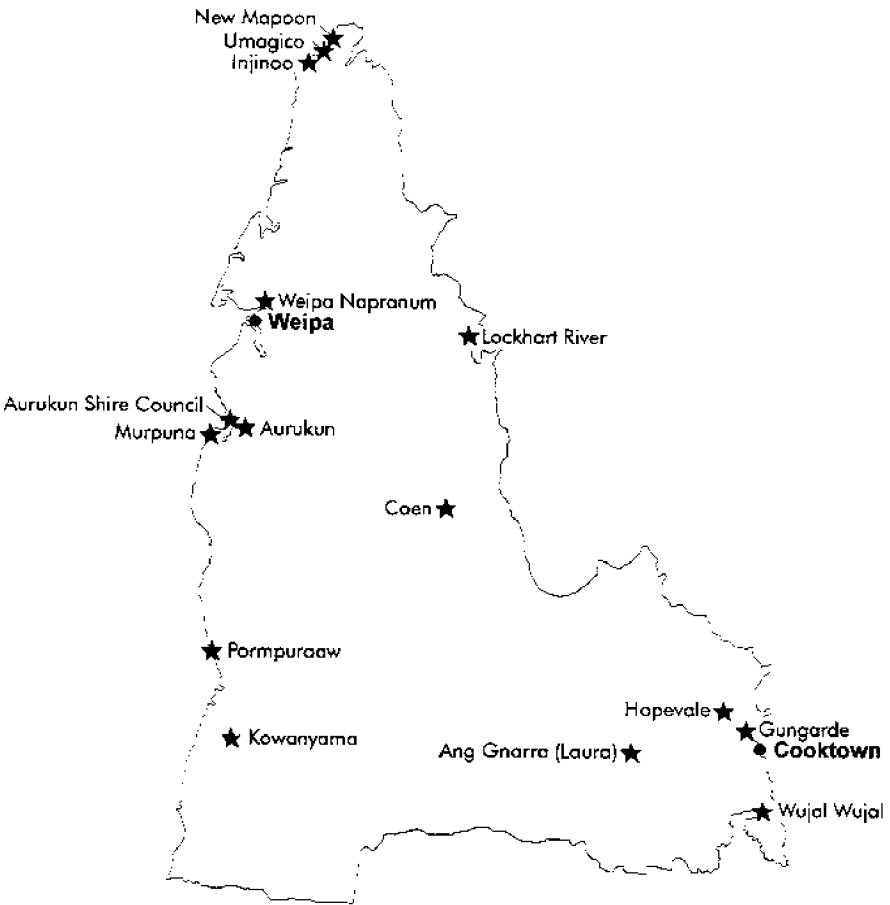 New Mapoon
Umagico
Injinoo
Weipa Napranum
Weipa
Lockhart River
Aurukun Shire Council
Murpuna
Aurukun
Coen
Pormpuraaw
Hopevale
Gungarde
Kowanyama
Ang Gnarra (Laura)
Cooktown
Wujal Wujal